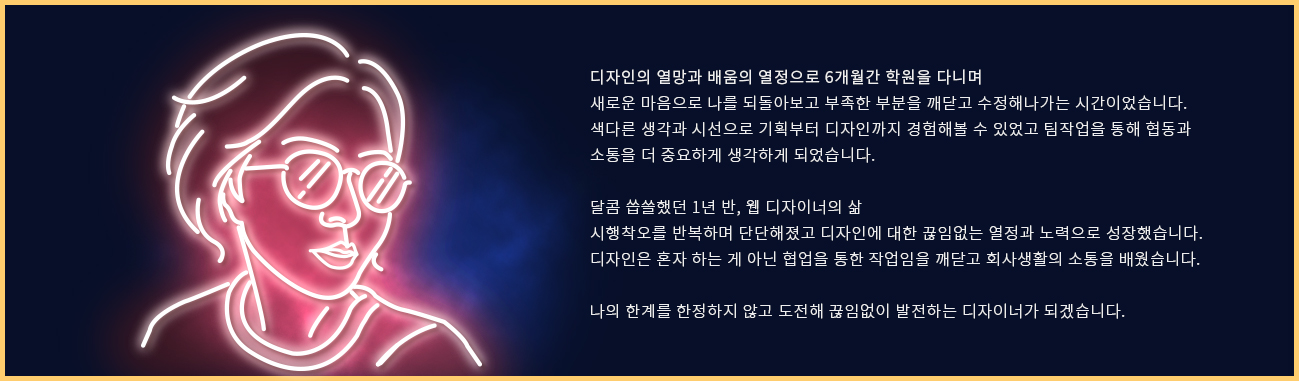 디자인의 열망과 배움의 열정으로 6개월간 학원을 다니며
새로운 마음으로 나를 되돌아보고 부족한 부분을 깨닫고 수정해나가는 시간이었습니다.
색다른 생각과 시선으로 기획부터 디자인까지 경험해볼 수 있었고 팀작업을 통해 협동과
소통을 더 중요하게 생각하게 되었습니다.
달콤 씁쓸했던 1년 반, 웹 디자이너의 삶
시행착오를 반복하며 단단해졌고 디자인에 대한 끊임없는 열정과 노력으로 성장했습니다.
디자인은 혼자 하는 게 아닌 협업을 통한 작업임을 깨닫고 회사생활의 소통을 배웠습니다.
나의 한계를 한정하지 않고 도전해 끊임없이 발전하는 디자이너가 되겠습니다.